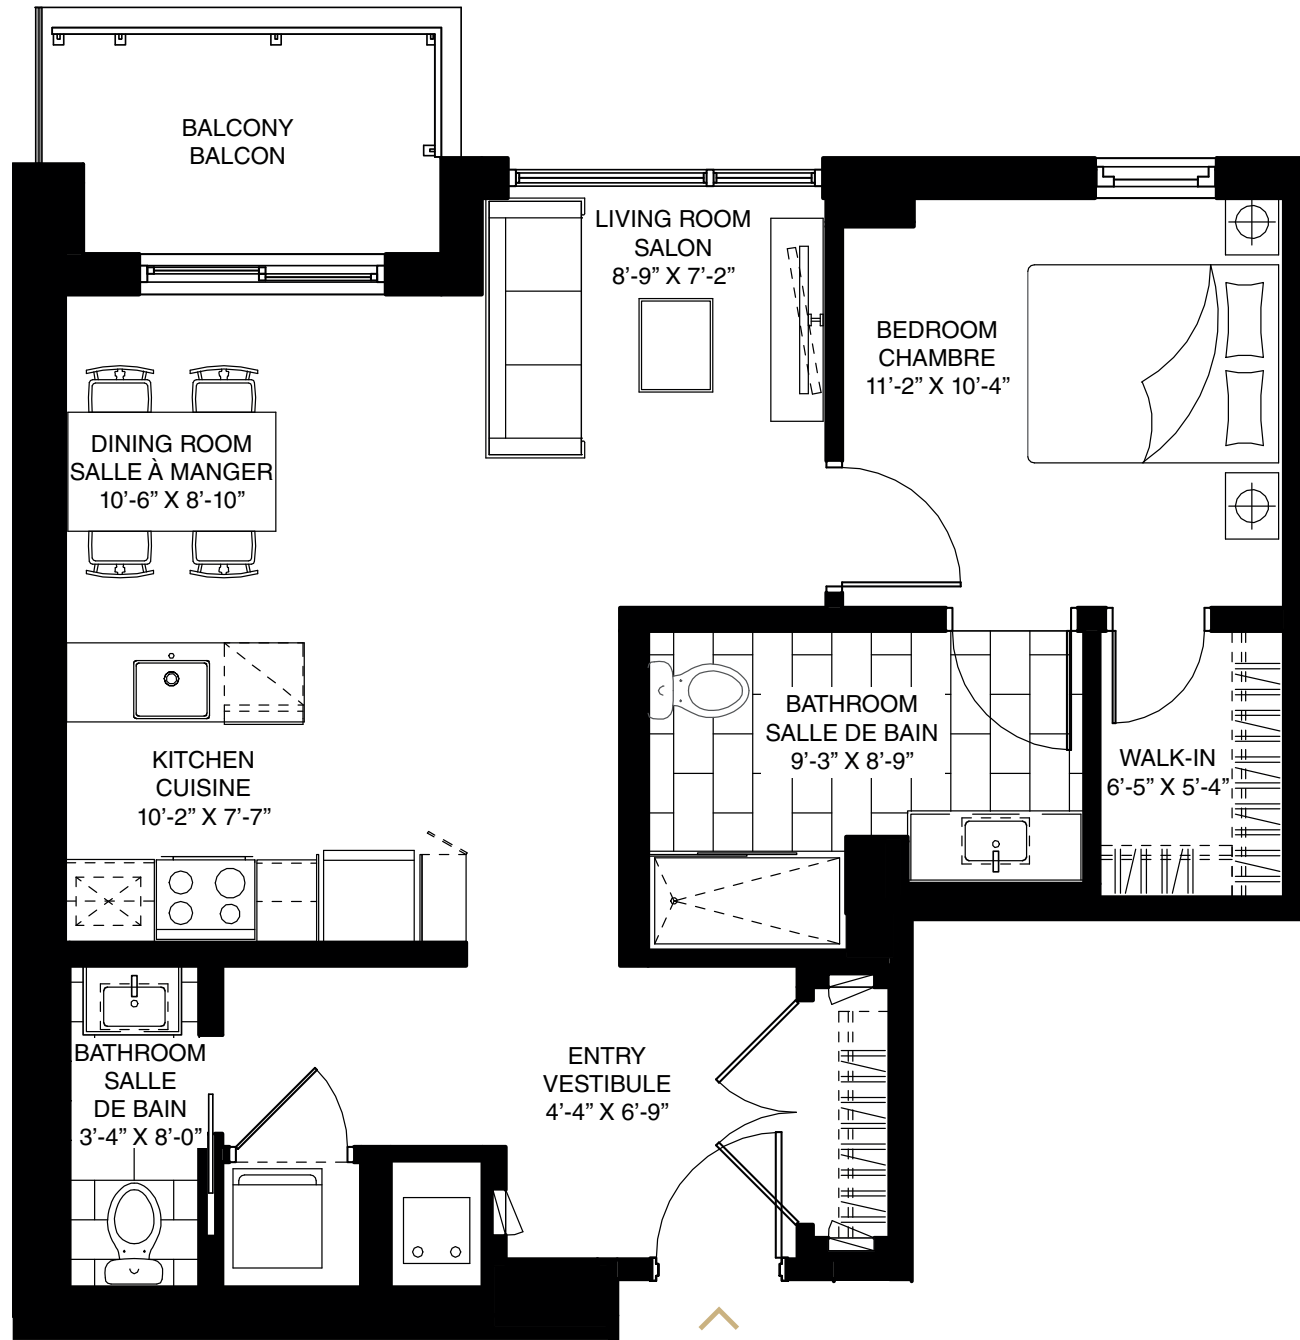 BALCONY
BALCON
LIVING ROOM
SALON
8’-9” X 7’-2”
BEDROOM
CHAMBRE
11’-2” X 10’-4”
DINING ROOM
SALLE À MANGER
10’-6” X 8’-10”
KITCHEN
CUISINE
10’-2” X 7’-7”
BATHROOM
SALLE DE BAIN
9’-3” X 8’-9”
WALK-IN
6’-5” X 5’-4”
BATHROOM
SALLE
DE BAIN
3’-4” X 8’-0”
ENTRY
VESTIBULE
4’-4” X 6’-9”